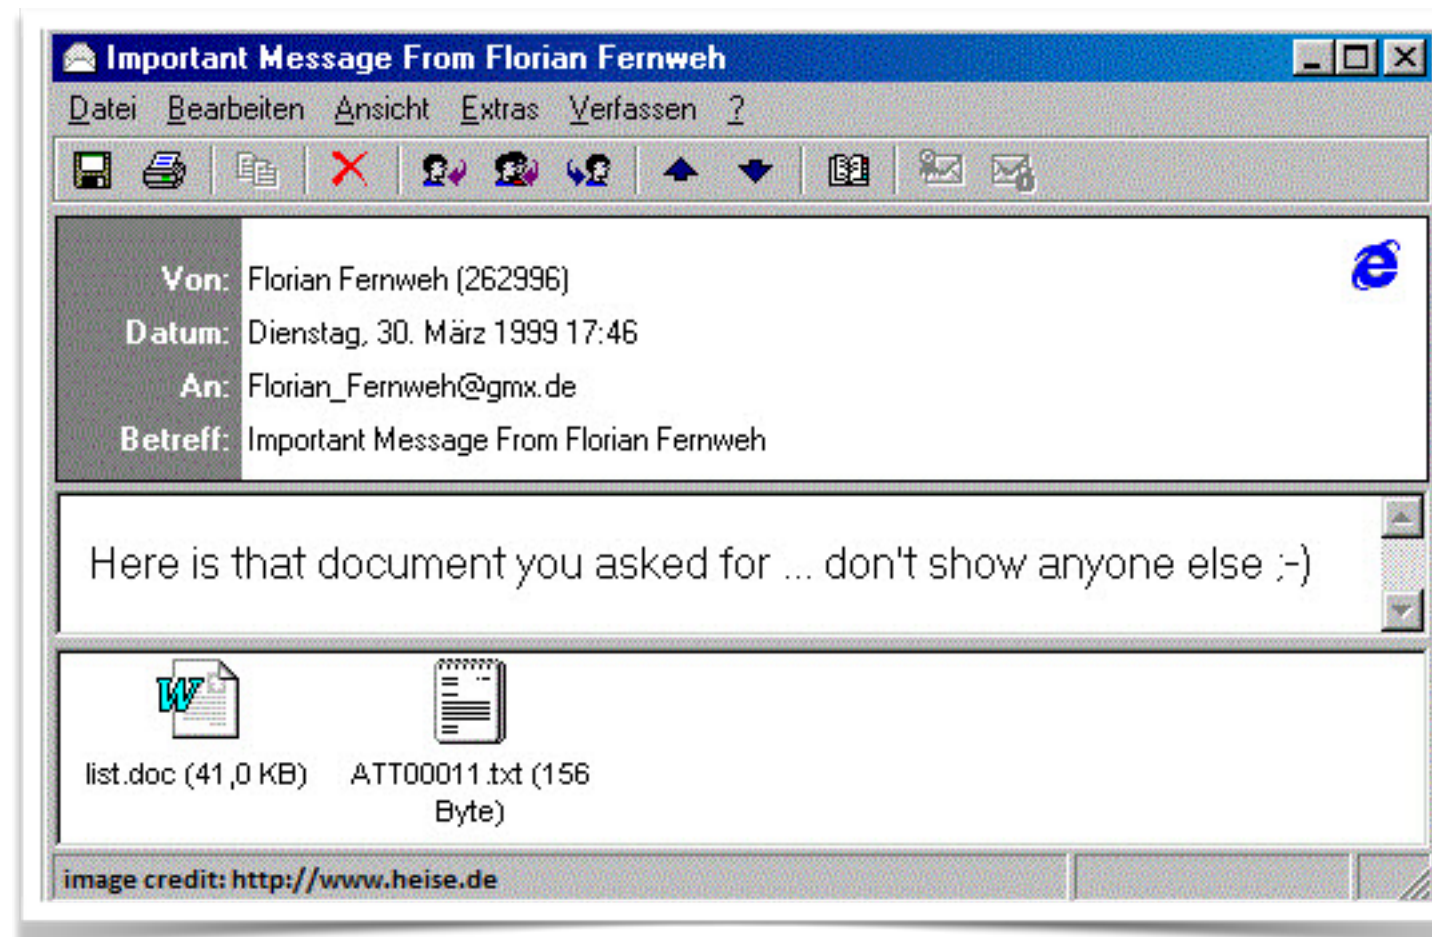 Important Message From Florian Fernweh
Datei Bearbeiten Ansicht Extras Verfassen ?
Von: Florian Fernweh (262996)
Datum: Dienstag, 30. März 1999 17:46
An: Florian_Fernweh@gmx.de
Betreff: Important Message From Florian Fernweh
Here is that document you asked for ... don't show anyone else ;-)
list.doc (41,0 KB) ATT00011.txt (156
Byte)
image credit: http://www.heise.de